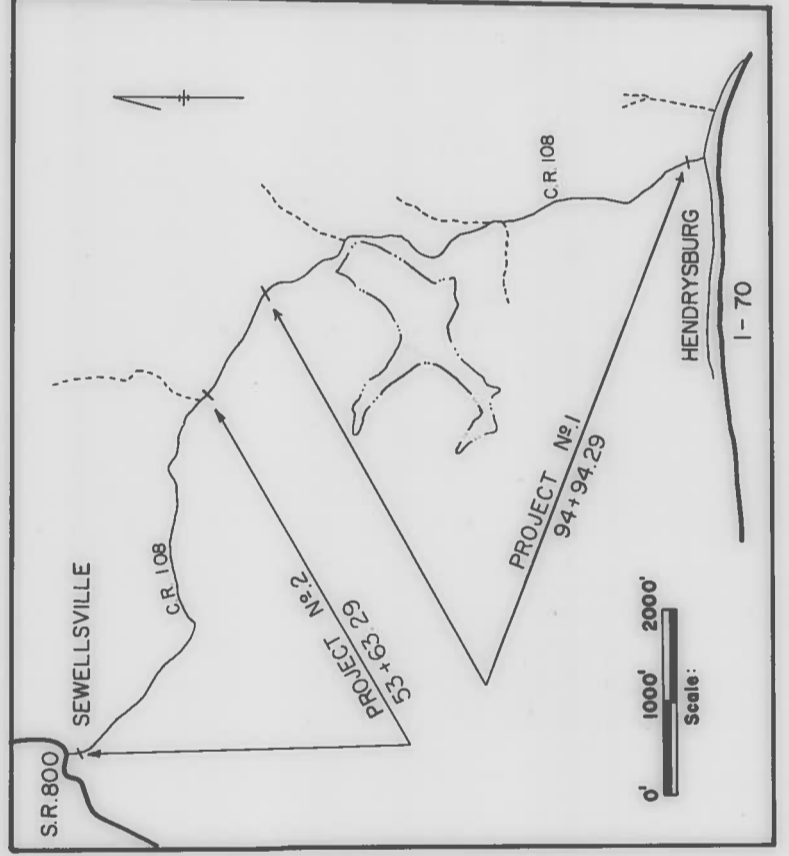 S.R.800
SEWELLSVILLE
C.R. 108
PROJECT Nº.2
53+63.29
C.R. 108
PROJECT Nº.1
94+94.29
HENDRYSBURG
I-70
0' 1000' 2000'
Scale: